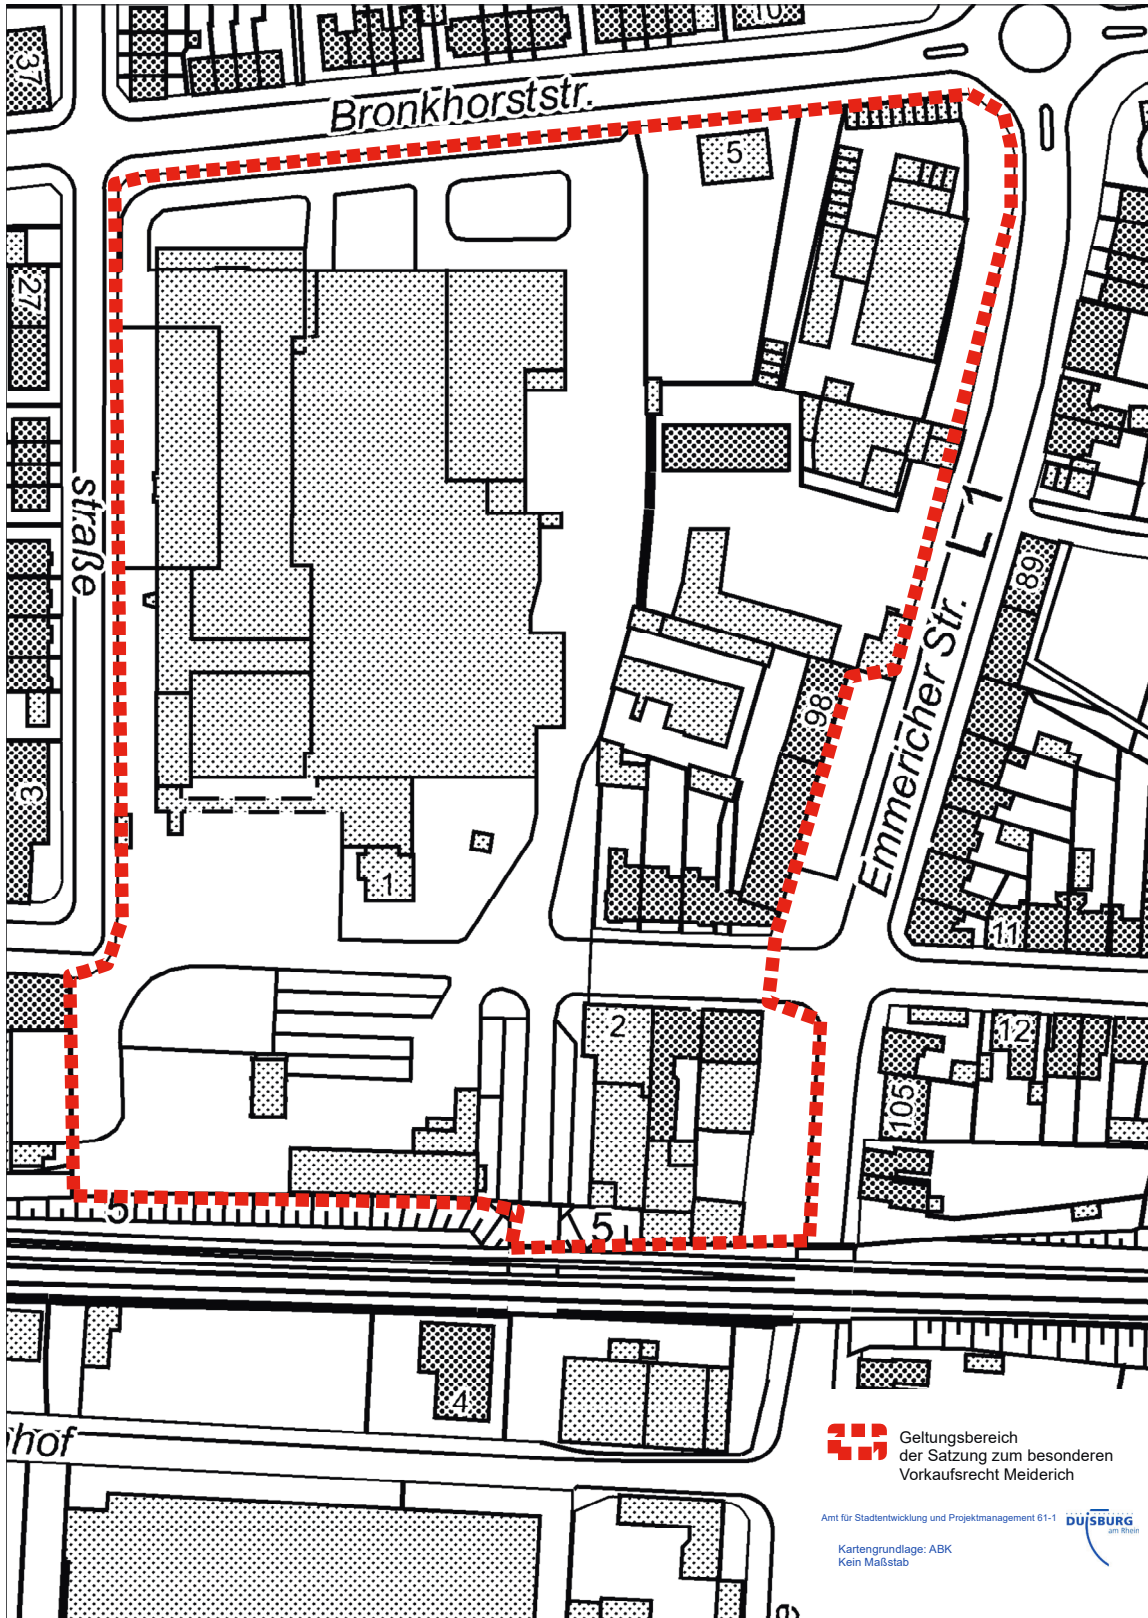 10
37
Bronkhorststr.
5
27
straße
L 1
89
Emmericher Str.
98
3
1
11
2
12
105
5
5
4
hof
Geltungsbereich
der Satzung zum besonderen
Vorkaufsrecht Meiderich
Amt für Stadtentwicklung und Projektmanagement 61-1
DUISBURG
am Rhein
Kartengrundlage: ABK
Kein Maßstab